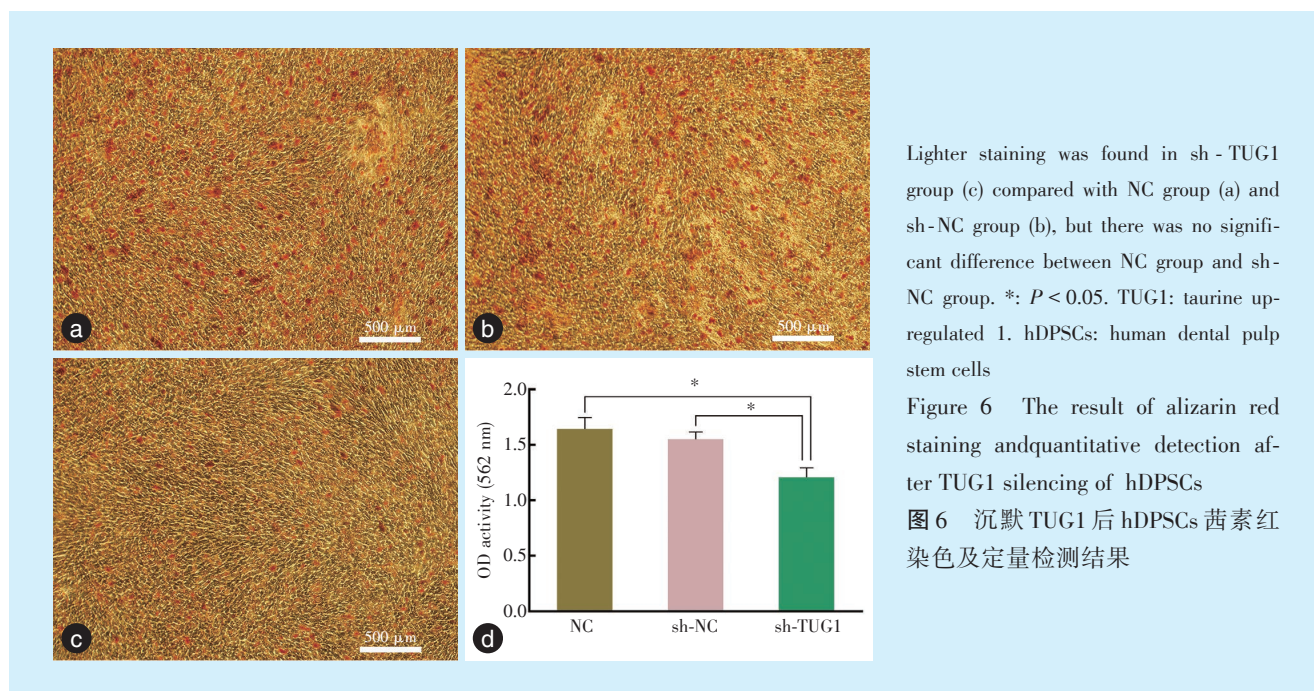 a
500 μm
b
500 μm
c
500 μm
d
OD activity (562 nm)
2.0
1.5
1.0
0.5
0.0
*
*
NC
sh-NC
sh-TUG1
Lighter staining was found in sh - TUG1
group (c) compared with NC group (a) and
sh-NC group (b), but there was no signifi-
cant difference between NC group and sh-
NC group. *: P < 0.05. TUG1: taurine up-
regulated 1. hDPSCs: human dental pulp
stem cells
Figure 6 The result of alizarin red
staining andquantitative detection af-
ter TUG1 silencing of hDPSCs
图6 沉默TUG1后hDPSCs茜素红
染色及定量检测结果